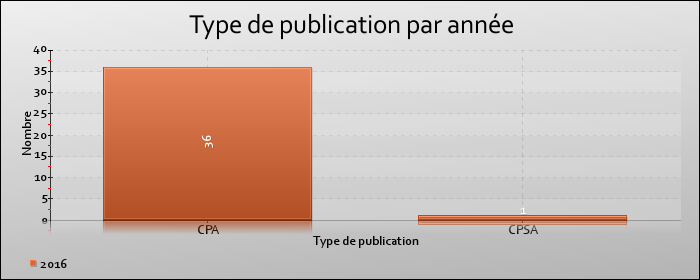 Type de publication par année
40
35
30
25
20
15
10
5
0
Nombre
36
1
CPA
CPSA
Type de publication
2016